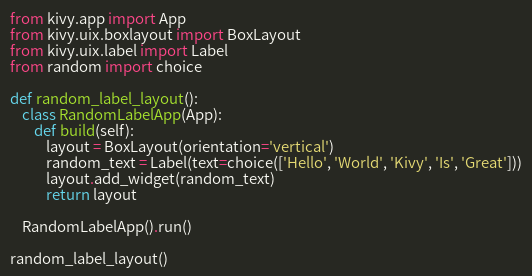 from kivy.app import App
from kivy.uix.boxlayout import BoxLayout
from kivy.uix.label import Label
from random import choice

def random_label_layout():
    class RandomLabelApp(App):
        def build(self):
            layout = BoxLayout(orientation='vertical')
            random_text = Label(text=choice(['Hello', 'World', 'Kivy', 'Is', 'Great']))
            layout.add_widget(random_text)
            return layout

    RandomLabelApp().run()

random_label_layout()